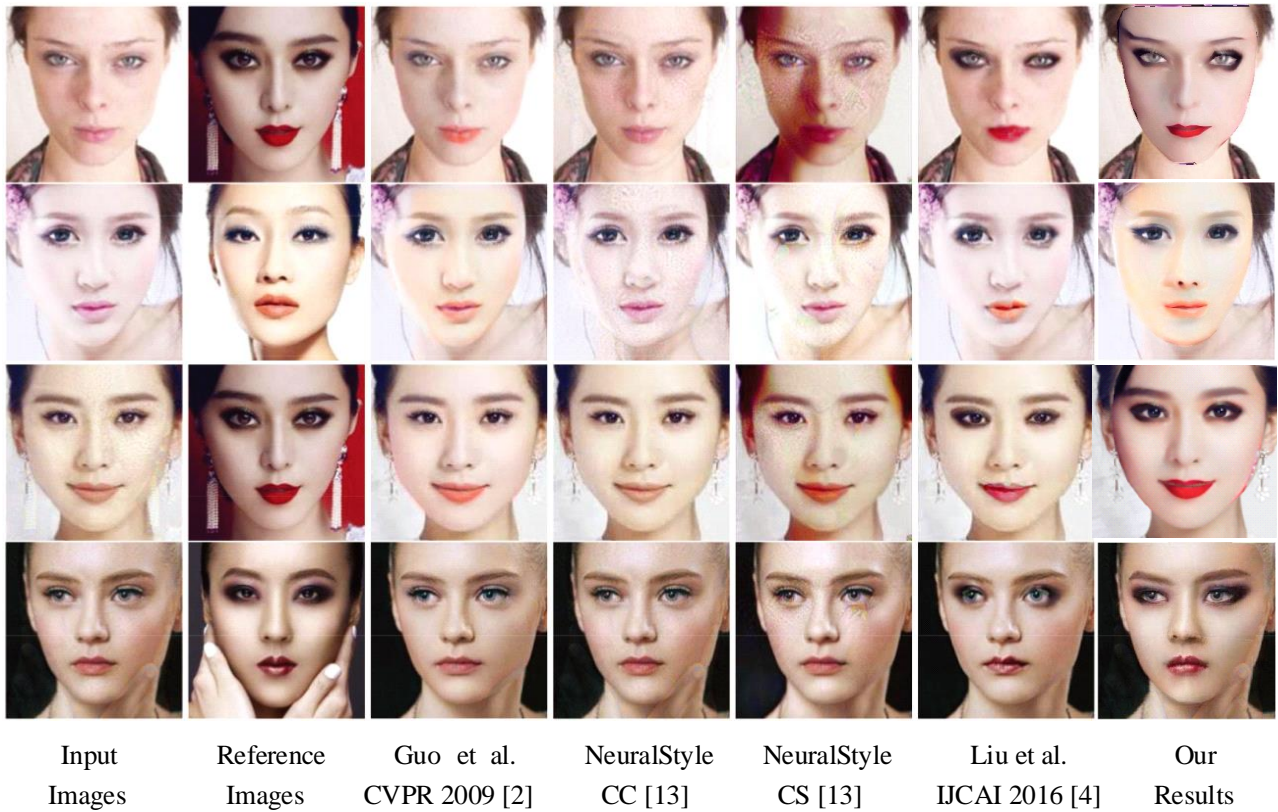 Input Reference Guo et al. NeuralStyle NeuralStyle Liu et al. Our
Images Images CVPR 2009 [2] CC [13] CS [13] IJCAI 2016 [4] Results